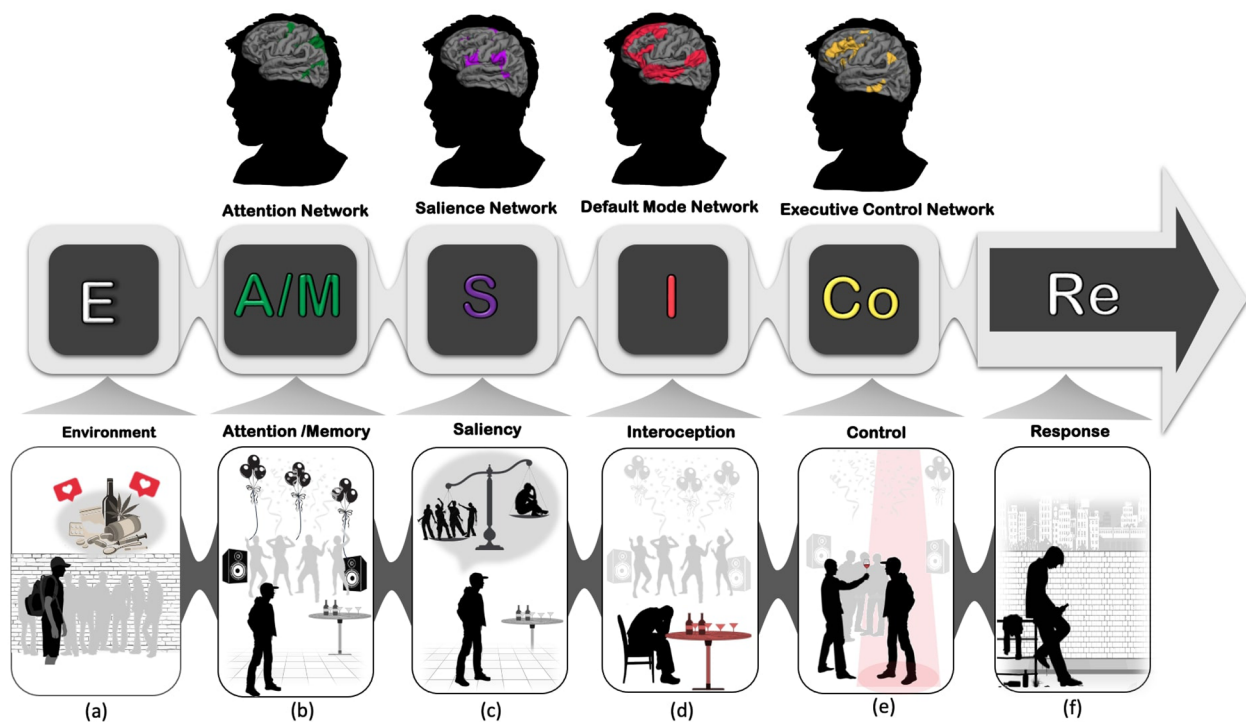 Attention Network
Salience Network
Default Mode Network
Executive Control Network
E
A/M
S
I
Co
Re
Environment
Attention /Memory
Saliency
Interoception
Control
Response
(a)
(b)
(c)
(d)
(e)
(f)